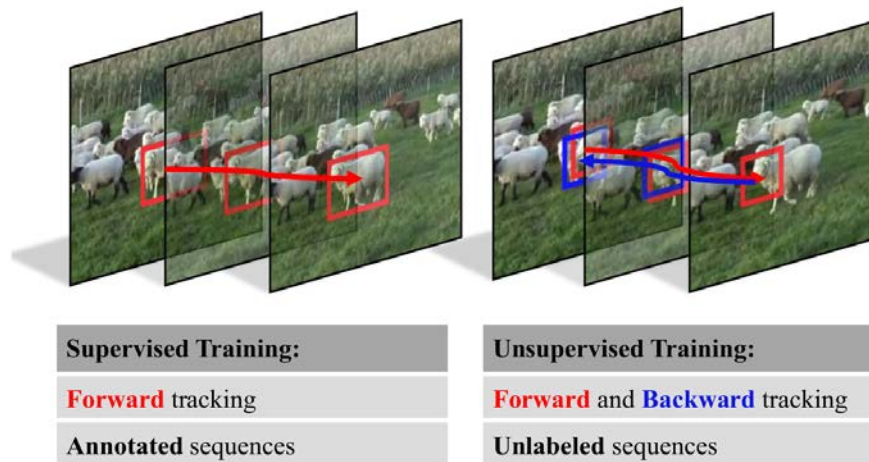 Supervised Training:
Forward tracking
Annotated sequences
Unsupervised Training:
Forward and Backward tracking
Unlabeled sequences